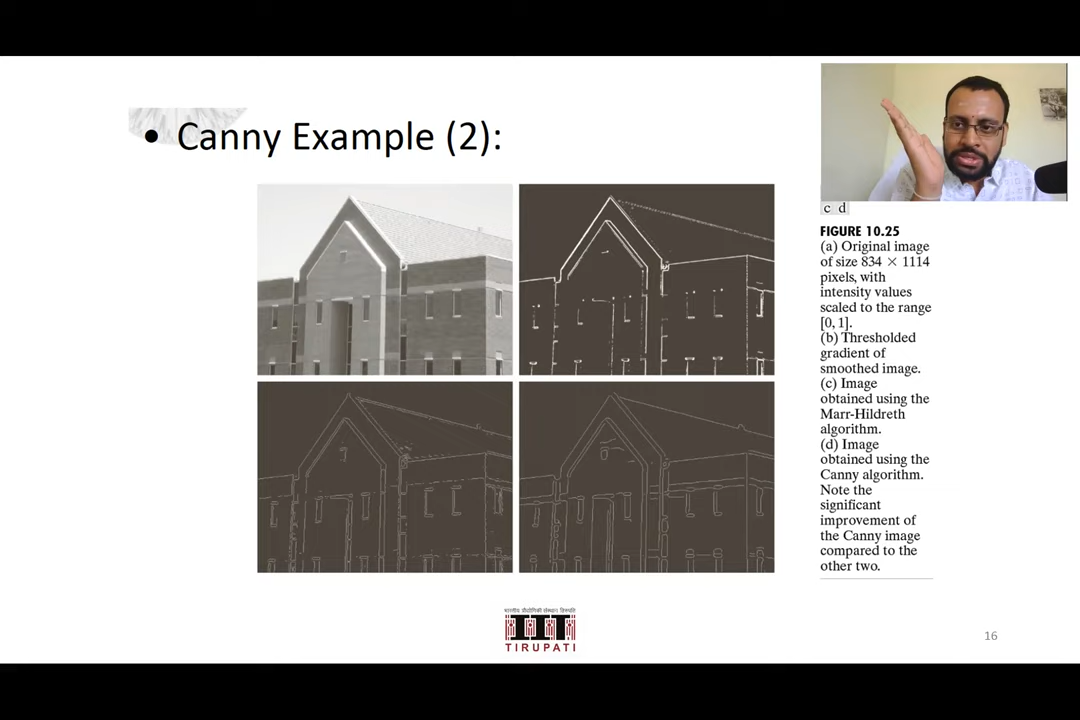 • Canny Example (2):
c d
FIGURE 10.25
(a) Original image
of size 834 × 1114
pixels, with
intensity values
scaled to the range
[0, 1].
(b) Thresholded
gradient of
smoothed image.
(c) Image
obtained using the
Marr-Hildreth
algorithm.
(d) Image
obtained using the
Canny algorithm.
Note the
significant
improvement of
the Canny image
compared to the
other two.
भारतीय प्रौद्योगिकी संस्थान तिरुपति
TIRUPATI
16